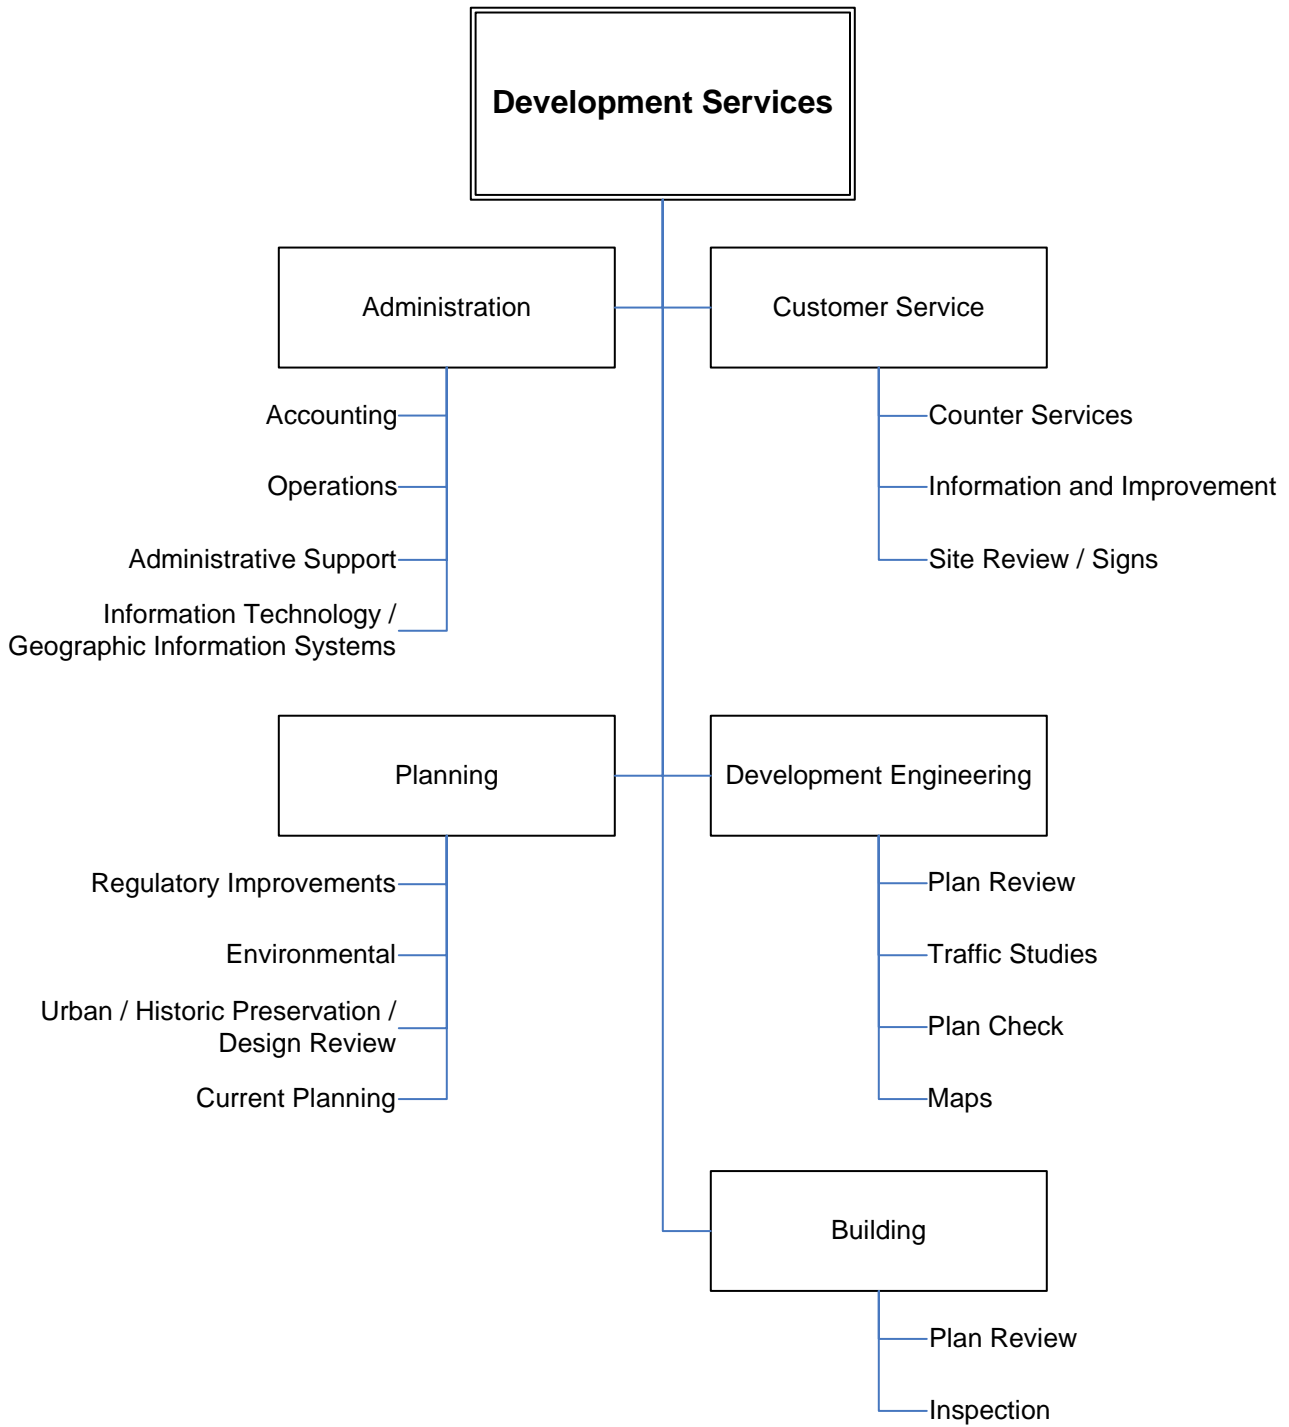 Development Services
Administration
Accounting
Operations
Administrative Support
Information Technology /
Geographic Information Systems
Customer Service
Counter Services
Information and Improvement
Site Review / Signs
Planning
Regulatory Improvements
Environmental
Urban / Historic Preservation /
Design Review
Current Planning
Development Engineering
Plan Review
Traffic Studies
Plan Check
Maps
Building
Plan Review
Inspection